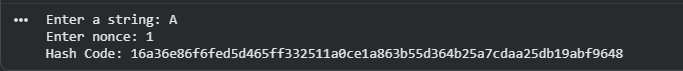 Enter a string: A
Enter nonce: 1
Hash Code: 16a36e86f6fed5d465ff332511a0ce1a863b55d364b25a7cdaa25db19abf9648